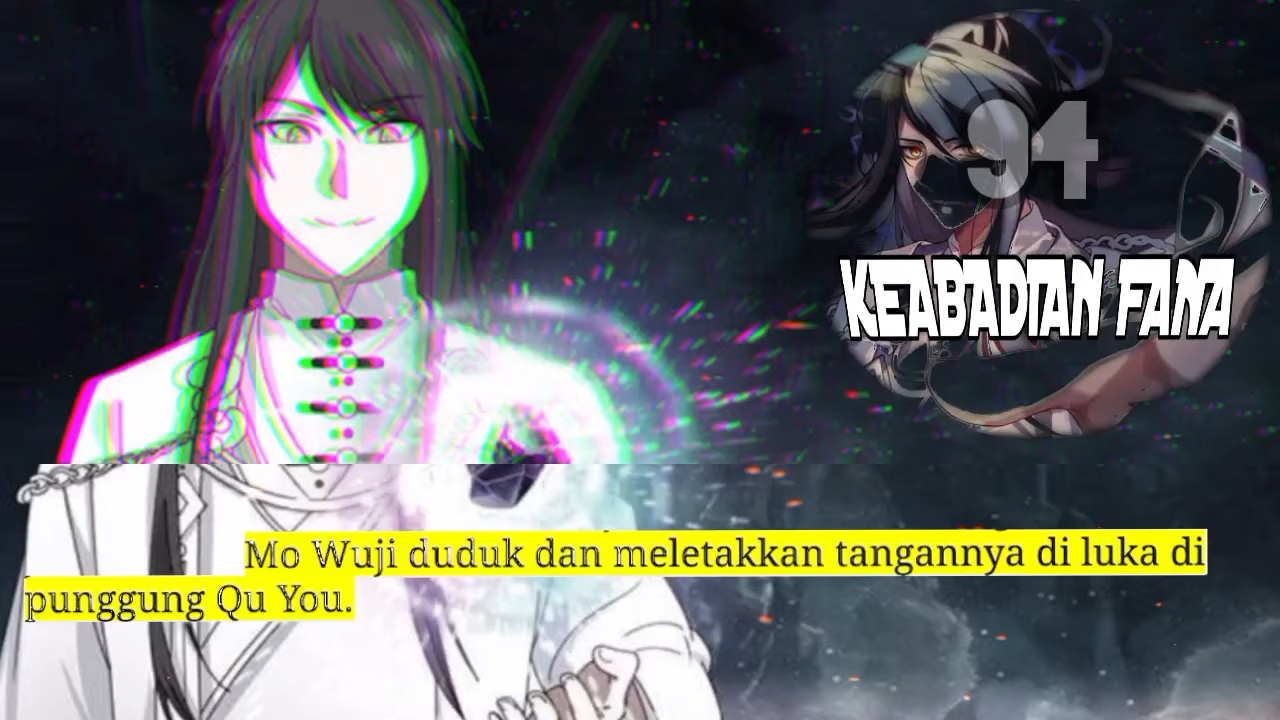 94
KEABADIAN FANA
Mo Wuji duduk dan meletakkan tangannya di luka di
punggung Qu You.